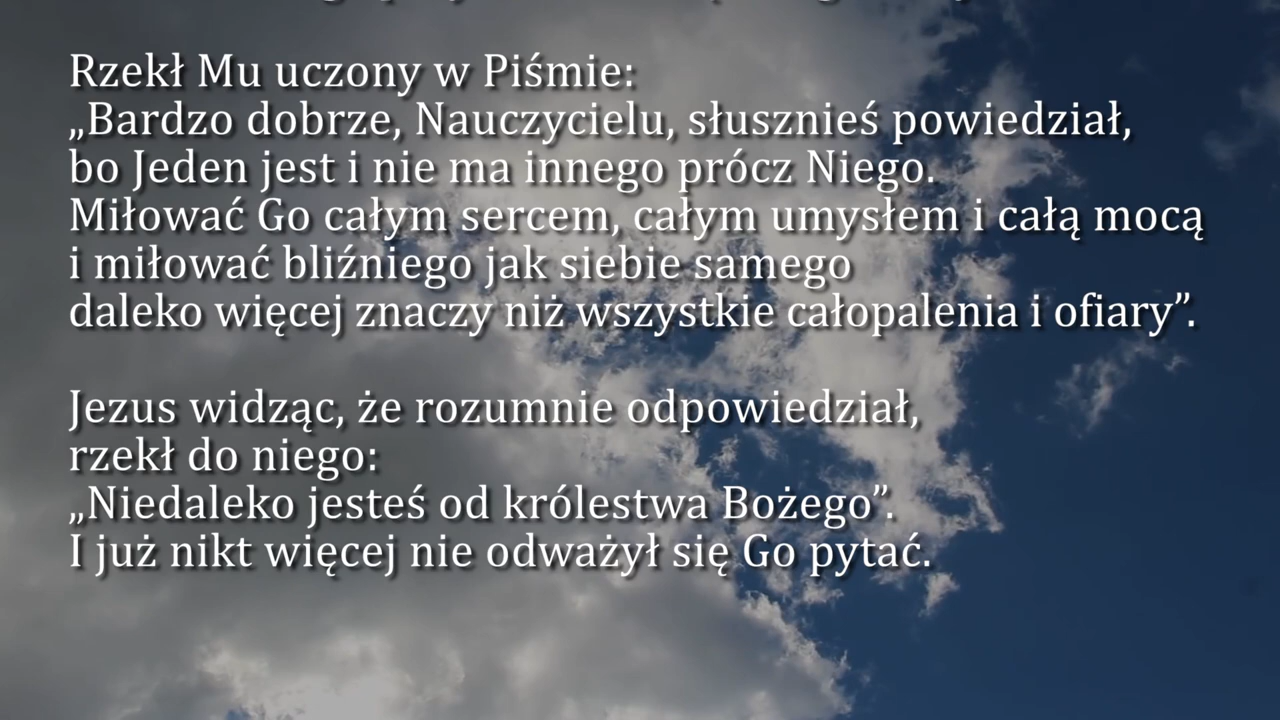 Rzekł Mu uczony w Piśmie:
„Bardzo dobrze, Nauczycielu, słusznieś powiedział,
bo Jeden jest i nie ma innego prócz Niego.
Miłować Go całym sercem, całym umysłem i całą mocą
i miłować bliźniego jak siebie samego
daleko więcej znaczy niż wszystkie całopalenia i ofiary”.
Jezus widząc, że rozumnie odpowiedział,
rzekł do niego:
„Niedaleko jesteś od królestwa Bożego”.
I już nikt więcej nie odważył się Go pytać.